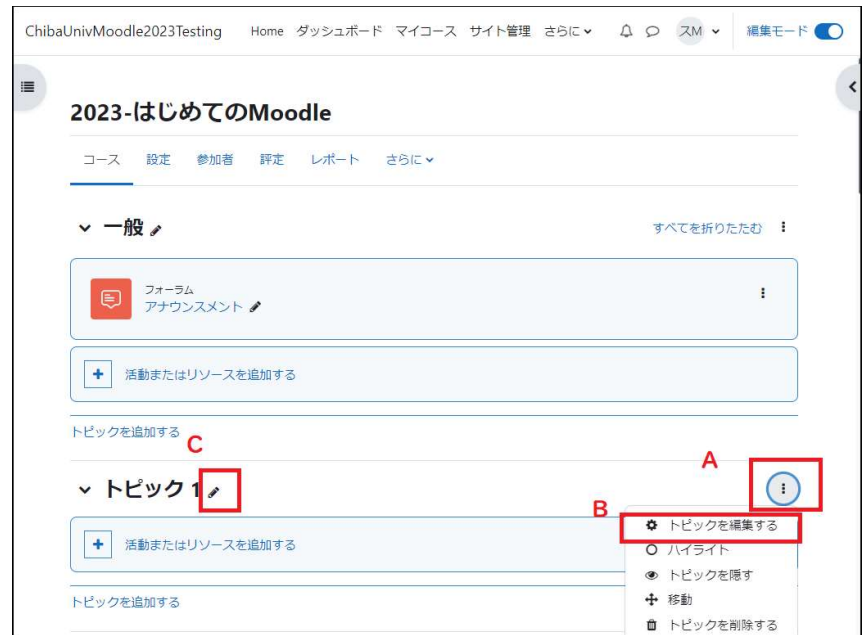 ChibaUnivMoodle2023Testing Home ダッシュボード マイコース サイト管理 さらに スM 編集モード
2023-はじめてのMoodle
コース 設定 参加者 評定 レポート さらに
一般 すべてを折りたたむ
フォーラム
アナウンスメント
活動またはリソースを追加する
トピックを追加する
C
A
トピック 1
B
トピックを編集する
活動またはリソースを追加する
ハイライト
トピックを隠す
トピックを追加する
移動
トピックを削除する